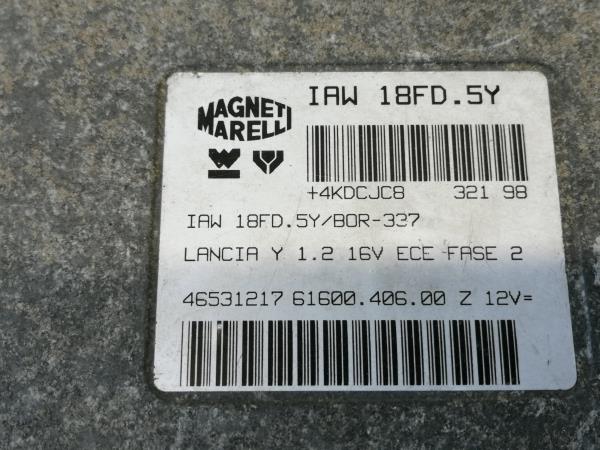 MAGNETI MARELLI
IAW 18FD.5Y
+4KDCJC8 321 98
IAW 18FD.5Y/BOR-337
LANCIA Y 1.2 16V ECE FASE 2
46531217 61600.406.00 Z 12V=